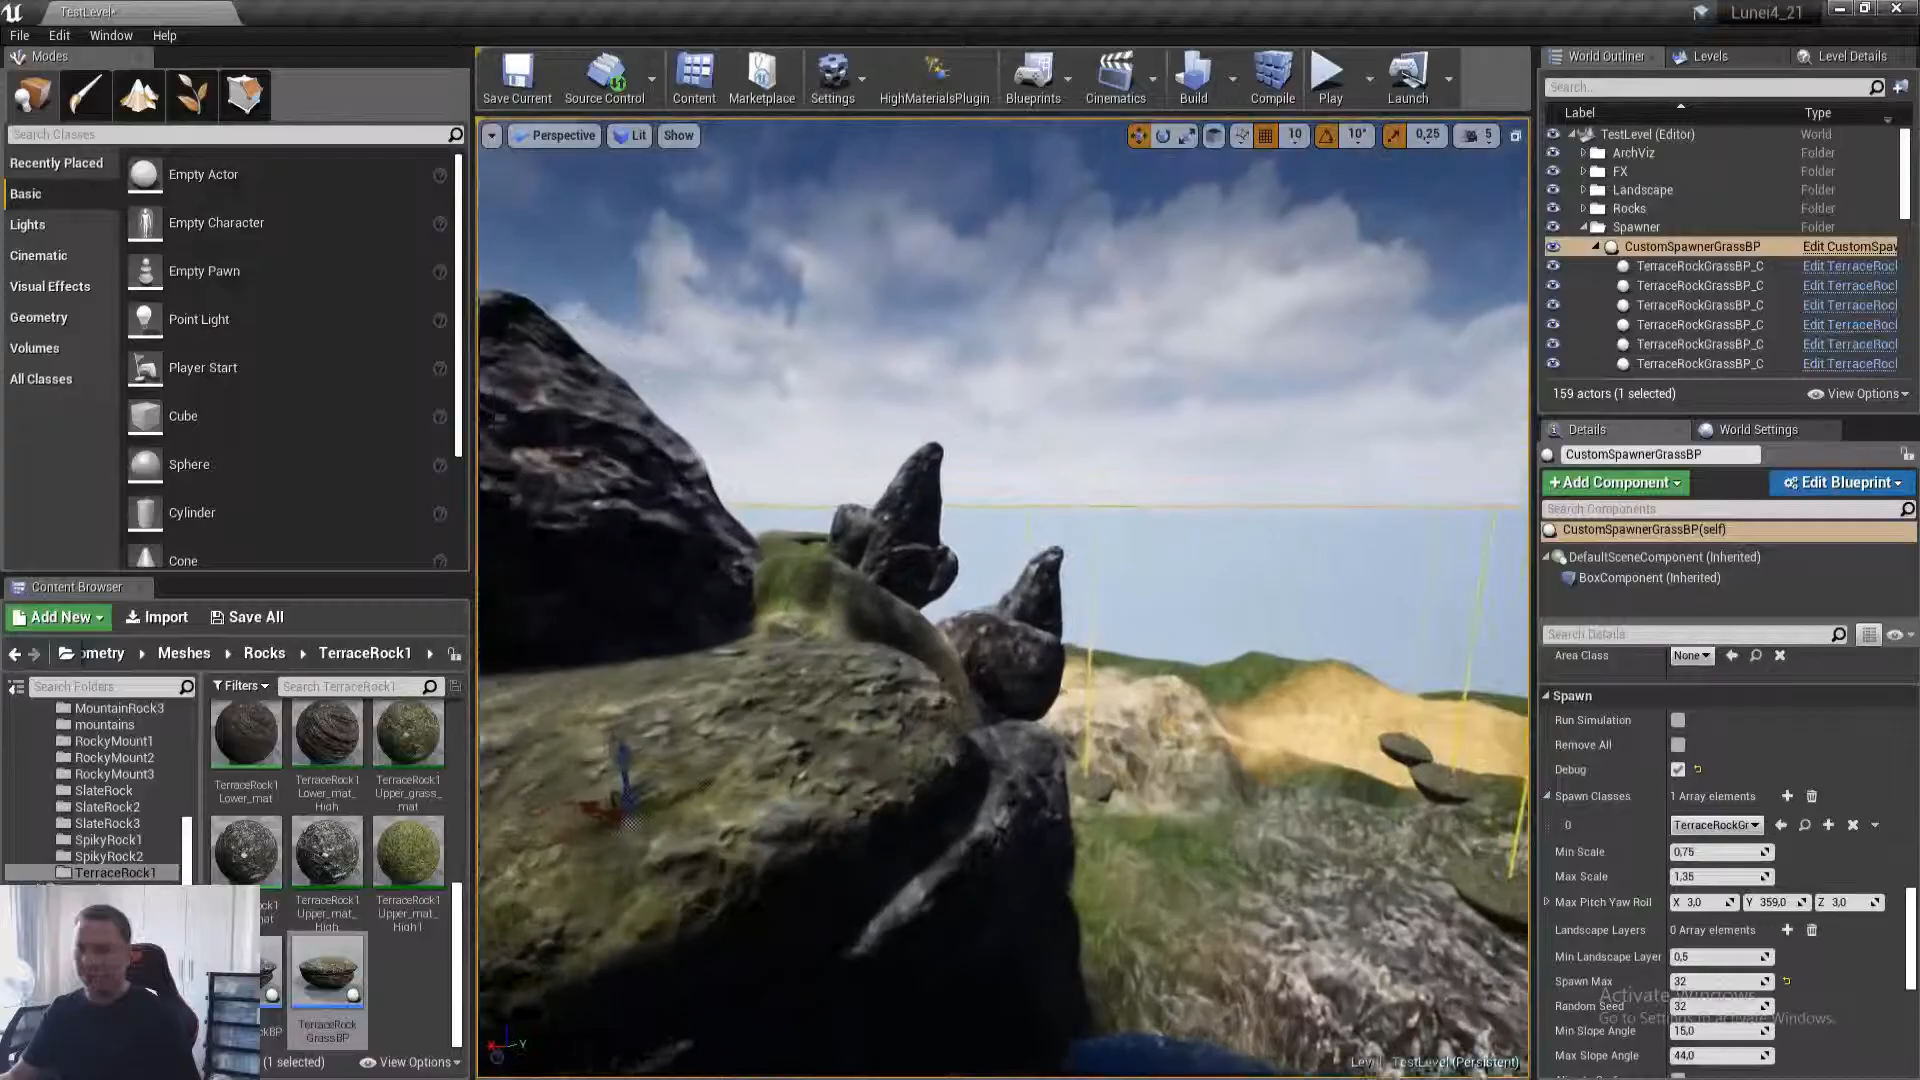 TestLevel*
Lunei4_21
File Edit Window Help
Modes
Search Classes
Recently Placed
Basic
Lights
Cinematic
Visual Effects
Geometry
Volumes
All Classes
Empty Actor
Empty Character
Empty Pawn
Point Light
Player Start
Cube
Sphere
Cylinder
Cone
Save Current
Source Control
Content
Marketplace
Settings
HighMaterialsPlugin
Blueprints
Cinematics
Build
Compile
Play
Launch
Perspective Lit Show
10 10° 0,25 5
Level: TestLevel (Persistent)
Content Browser
Add New Import Save All
ometry Meshes Rocks TerraceRock1
Search Folders
Filters Search TerraceRock1
MountainRock3
mountains
RockyMount1
RockyMount2
RockyMount3
SlateRock
SlateRock2
SlateRock3
SpikyRock1
SpikyRock2
TerraceRock1
TerraceRock1
Lower_mat
TerraceRock1
Lower_mat_
High
TerraceRock1
Upper_grass_
mat
TerraceRock1
Upper_mat_
High
TerraceRock1
Upper_mat_
High1
TerraceRock
GrassBP
(1 selected) View Options
World Outliner Levels Level Details
Search...
Label Type
TestLevel (Editor) World
ArchViz Folder
FX Folder
Landscape Folder
Rocks Folder
Spawner Folder
CustomSpawnerGrassBP Edit CustomSpaw
TerraceRockGrassBP_C Edit TerraceRocl
TerraceRockGrassBP_C Edit TerraceRocl
TerraceRockGrassBP_C Edit TerraceRocl
TerraceRockGrassBP_C Edit TerraceRocl
TerraceRockGrassBP_C Edit TerraceRocl
TerraceRockGrassBP_C Edit TerraceRocl
159 actors (1 selected) View Options
Details World Settings
CustomSpawnerGrassBP
+Add Component Edit Blueprint
Search Components
CustomSpawnerGrassBP(self)
DefaultSceneComponent (Inherited)
BoxComponent (Inherited)
Search Details
Area Class None
Spawn
Run Simulation
Remove All
Debug
Spawn Classes 1 Array elements
0 TerraceRockGr
Min Scale 0,75
Max Scale 1,35
Max Pitch Yaw Roll X 3,0 Y 359,0 Z 3,0
Landscape Layers 0 Array elements
Min Landscape Layer 0,5
Spawn Max 32
Random Seed 32
Min Slope Angle 15,0
Max Slope Angle 44,0
Activate Windows
Go to Settings to activate Windows.